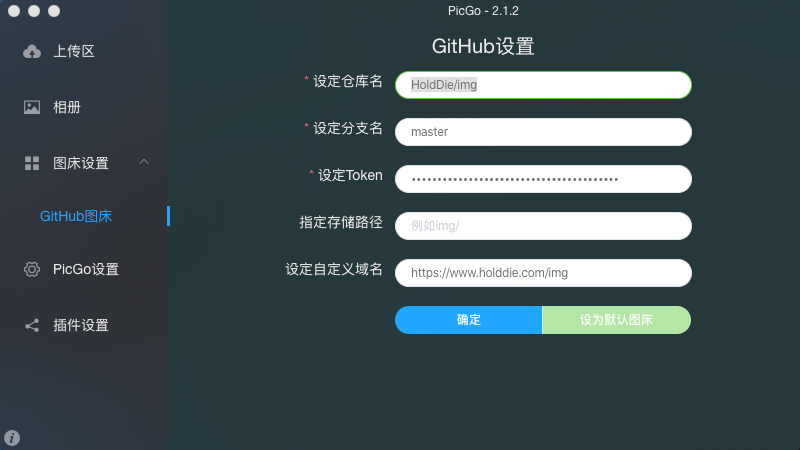 PicGo - 2.1.2
上传区
相册
图床设置
GitHub图床
PicGo设置
插件设置
GitHub设置
* 设定仓库名
HoldDie/img
* 设定分支名
master
* 设定Token
••••••••••••••••••••••••••••••••••••••••
指定存储路径
例如img/
设定自定义域名
https://www.holddie.com/img
确定
设为默认图床